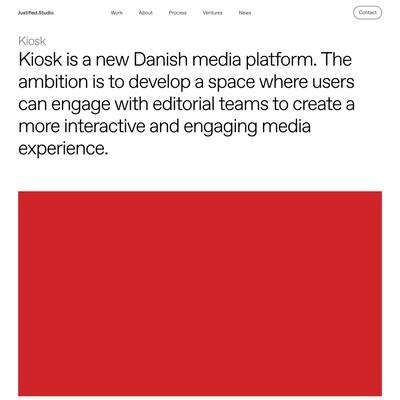 Justified.Studio
Work
About
Process
Ventures
News
Contact
Kiosk
Kiosk is a new Danish media platform. The
ambition is to develop a space where users
can engage with editorial teams to create a
more interactive and engaging media
experience.